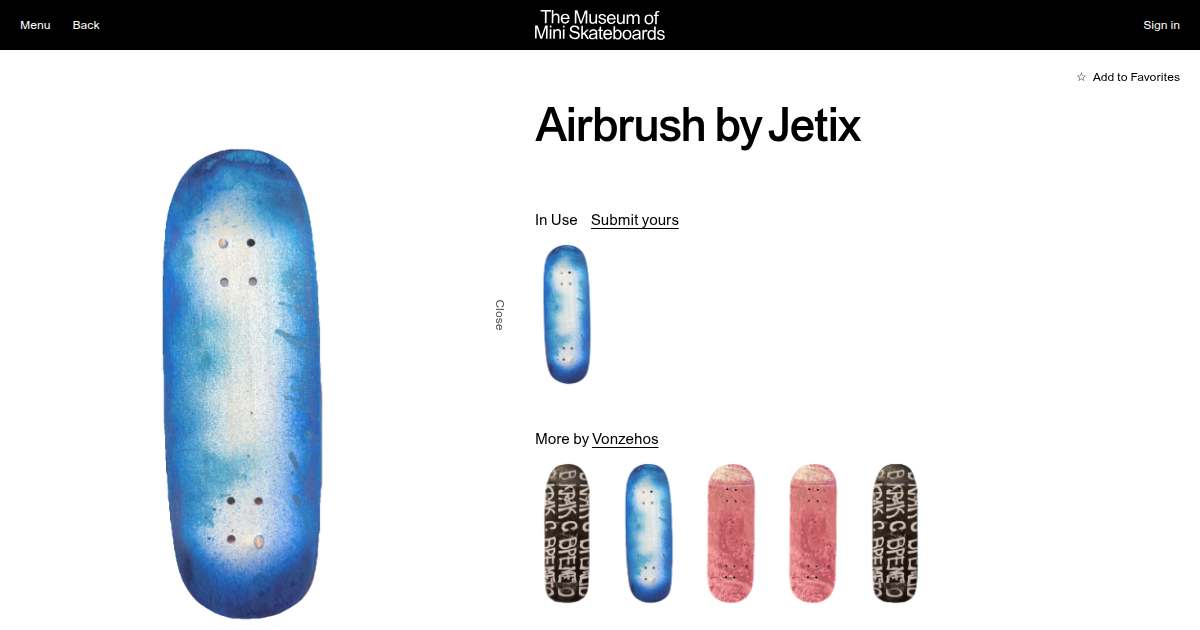 Menu
Back
The Museum of
Mini Skateboards
Sign in
☆ Add to Favorites
Airbrush by Jetix
In Use
Submit yours
Close
More by Vonzehos